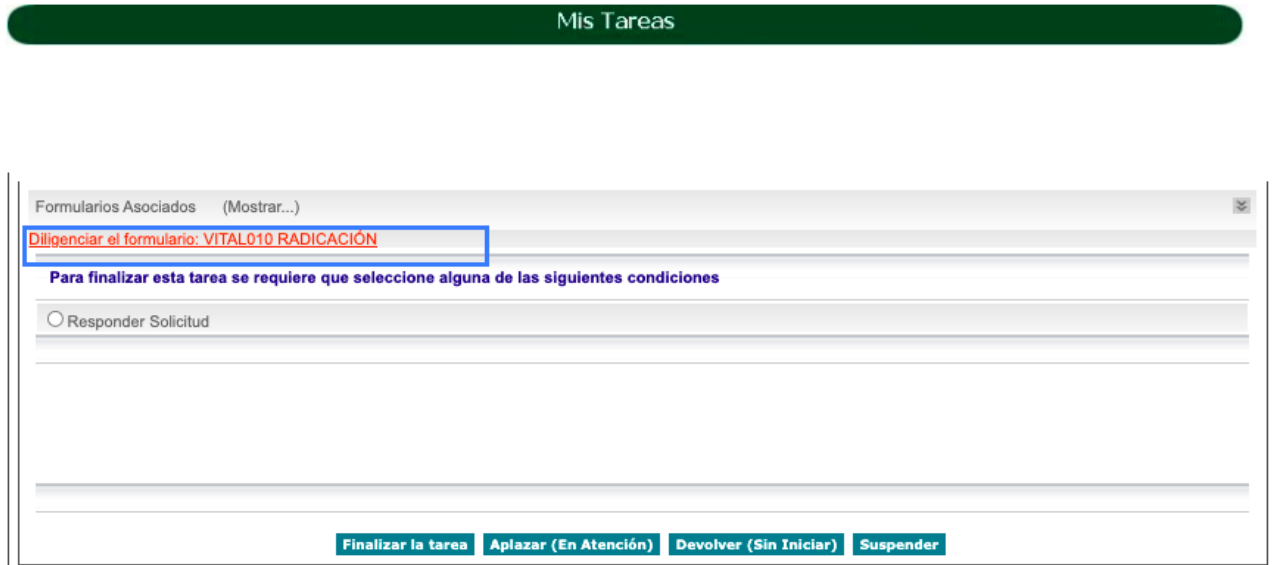 Mis Tareas
Formularios Asociados (Mostrar...)
Diligenciar el formulario: VITAL010 RADICACIÓN
Para finalizar esta tarea se requiere que seleccione alguna de las siguientes condiciones
Responder Solicitud
Finalizar la tarea Aplazar (En Atención) Devolver (Sin Iniciar) Suspender